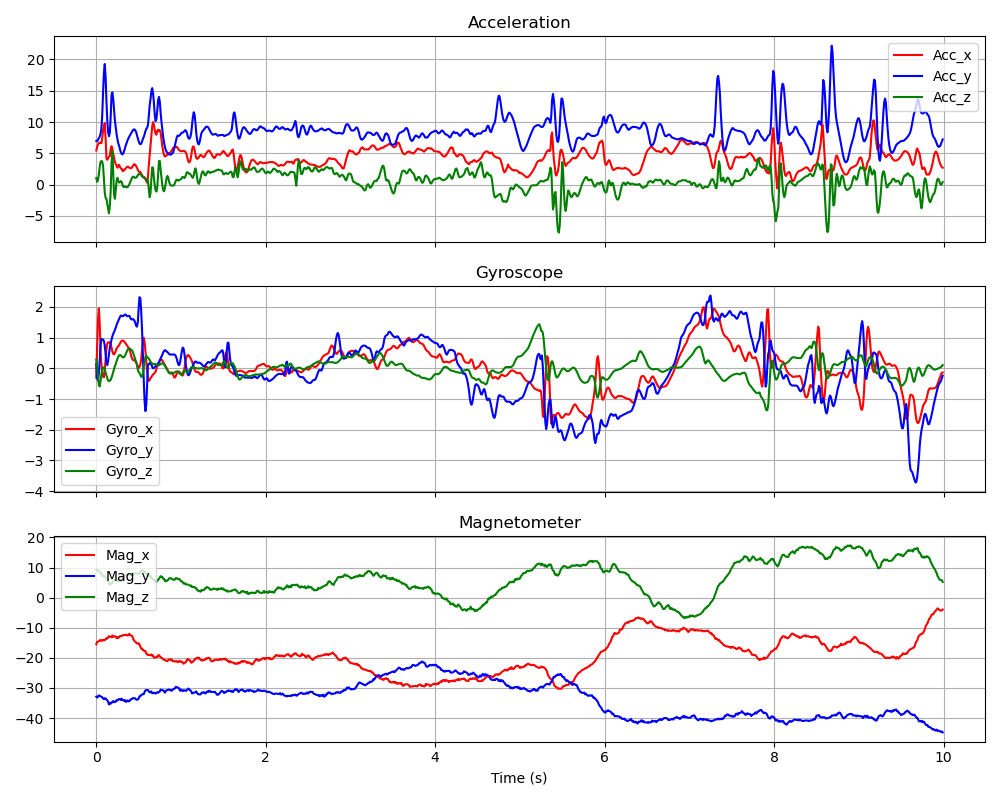 Acceleration
20
15
10
5
0
−5
Acc_x
Acc_y
Acc_z
Gyroscope
2
1
0
−1
−2
−3
−4
Gyro_x
Gyro_y
Gyro_z
Magnetometer
20
10
0
−10
−20
−30
−40
Mag_x
Mag_y
Mag_z
0 2 4 6 8 10
Time (s)